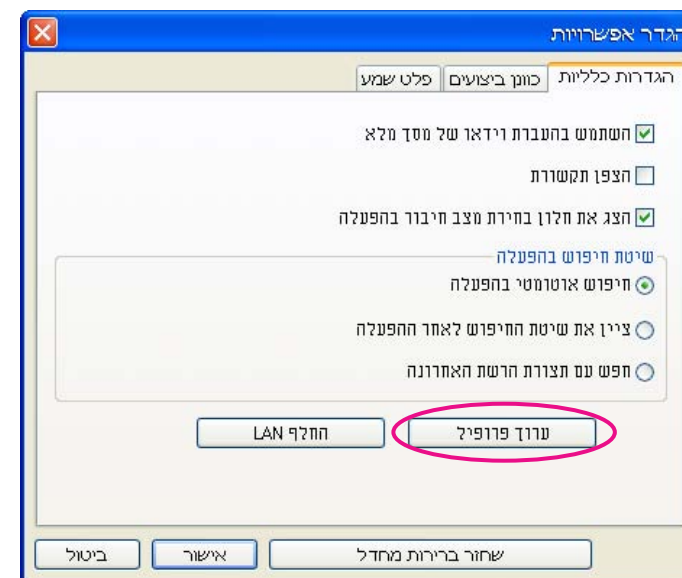 הגדר אפשרויות
הגדרות כלליות כוונן ביצועים פלט שמע
השתמש בהעברת וידאו של מסך מלא
הצפן תקשורת
הצג את חלון בחירת מצב חיבור בהפעלה
שיטת חיפוש בהפעלה
חיפוש אוטומטי בהפעלה
ציין את שיטת החיפוש לאחר ההפעלה
חפש עם תצורת הרשת האחרונה
ערוך פרופיל החלף LAN
שחזר ברירות מחדל אישור ביטול